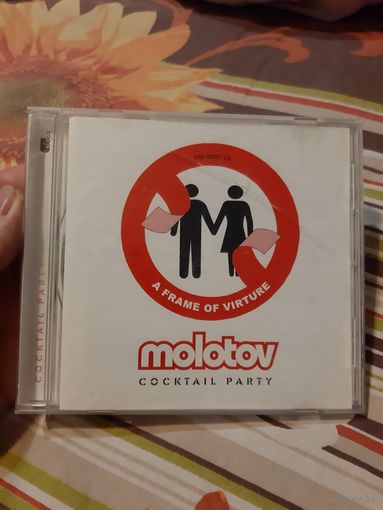 THE BEST OF
A FRAME OF VIRTURE
molotov
COCKTAIL PARTY
COCKTAIL PARTY